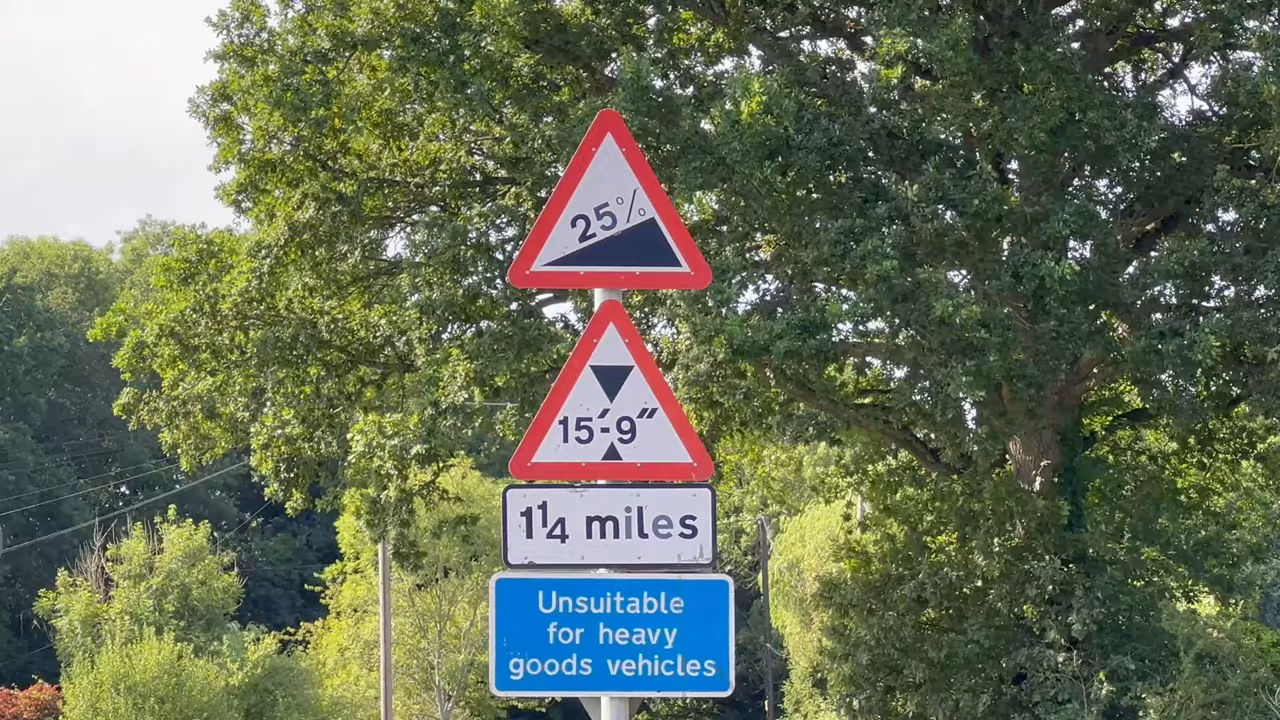 25%
15'-9"
1¼ miles
Unsuitable
for heavy
goods vehicles